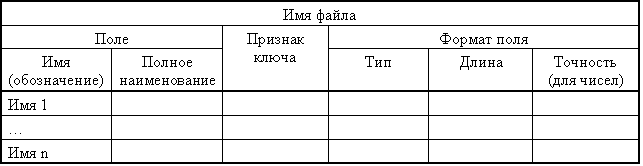 Имя файла
Поле
Признак ключа
Формат поля
Имя (обозначение)
Полное наименование
Тип
Длина
Точность (для чисел)
Имя 1
...
Имя n